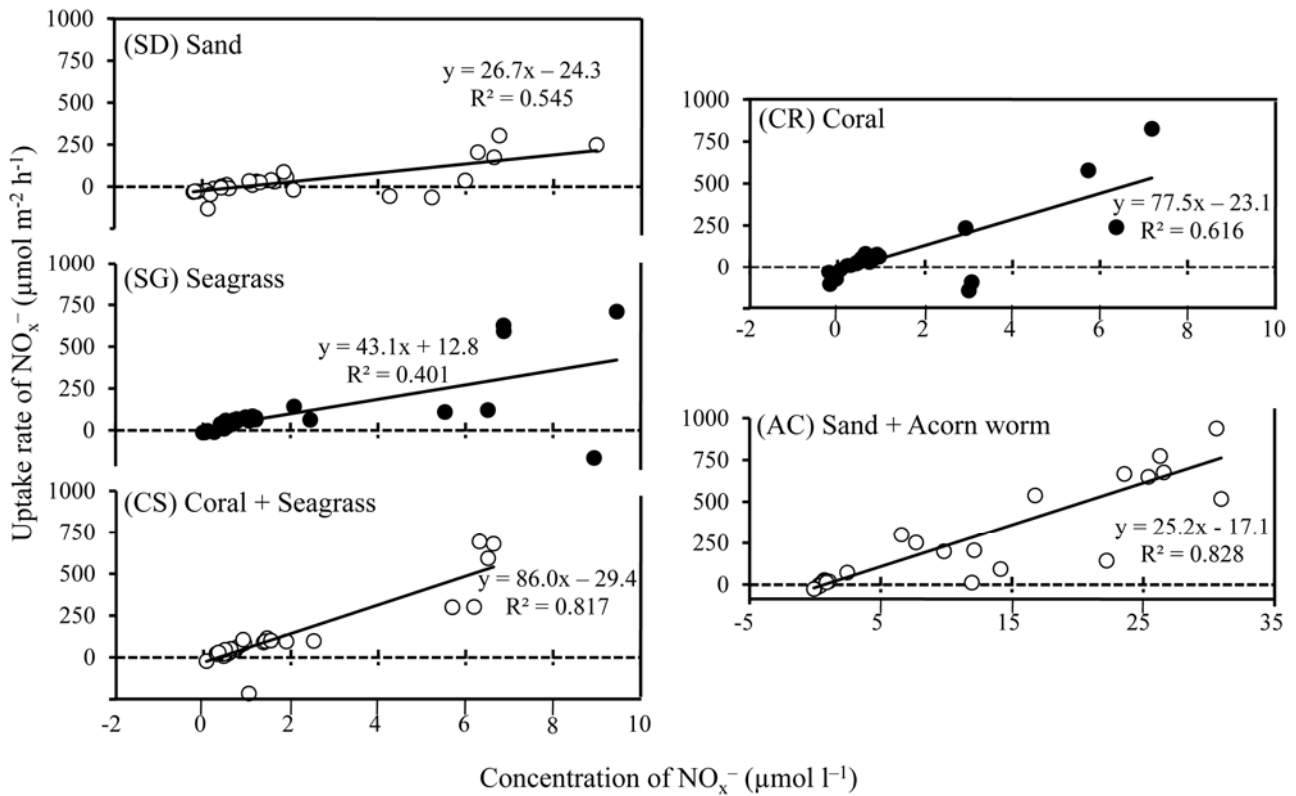 Uptake rate of NOₓ⁻ (µmol m⁻² h⁻¹)
1000
750
500
250
0
(SD) Sand
y = 26.7x – 24.3
R² = 0.545
1000
750
500
250
0
(SG) Seagrass
y = 43.1x + 12.8
R² = 0.401
1000
750
500
250
0
(CS) Coral + Seagrass
y = 86.0x – 29.4
R² = 0.817
-2 0 2 4 6 8 10
1000
750
500
250
0
(CR) Coral
y = 77.5x – 23.1
R² = 0.616
-2 0 2 4 6 8 10
1000
750
500
250
0
(AC) Sand + Acorn worm
y = 25.2x - 17.1
R² = 0.828
-5 5 15 25 35
Concentration of NOₓ⁻ (µmol l⁻¹)